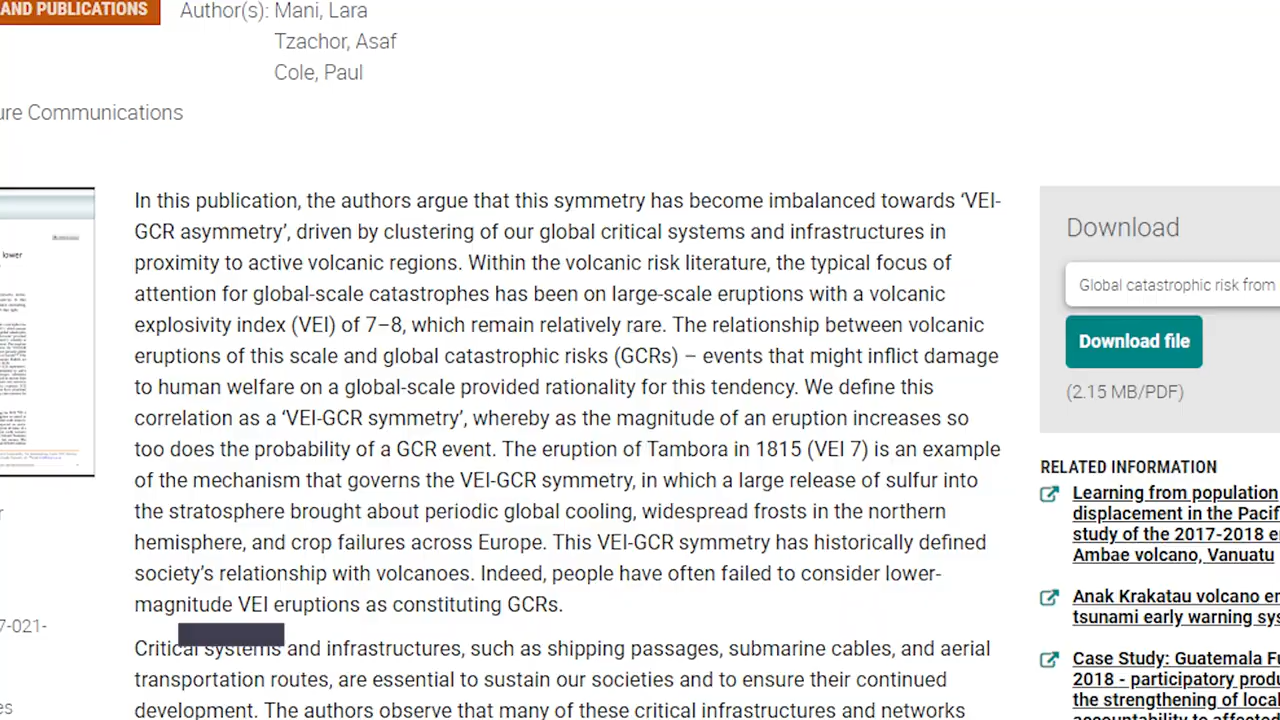 AND PUBLICATIONS
Author(s): Mani, Lara
Tzachor, Asaf
Cole, Paul
ure Communications
lower
In this publication, the authors argue that this symmetry has become imbalanced towards ‘VEI-
GCR asymmetry’, driven by clustering of our global critical systems and infrastructures in
proximity to active volcanic regions. Within the volcanic risk literature, the typical focus of
attention for global-scale catastrophes has been on large-scale eruptions with a volcanic
explosivity index (VEI) of 7–8, which remain relatively rare. The relationship between volcanic
eruptions of this scale and global catastrophic risks (GCRs) – events that might inflict damage
to human welfare on a global-scale provided rationality for this tendency. We define this
correlation as a ‘VEI-GCR symmetry’, whereby as the magnitude of an eruption increases so
too does the probability of a GCR event. The eruption of Tambora in 1815 (VEI 7) is an example
of the mechanism that governs the VEI-GCR symmetry, in which a large release of sulfur into
the stratosphere brought about periodic global cooling, widespread frosts in the northern
hemisphere, and crop failures across Europe. This VEI-GCR symmetry has historically defined
society’s relationship with volcanoes. Indeed, people have often failed to consider lower-
magnitude VEI eruptions as constituting GCRs.
Critical systems and infrastructures, such as shipping passages, submarine cables, and aerial
transportation routes, are essential to sustain our societies and to ensure their continued
development. The authors observe that many of these critical infrastructures and networks
r
7-021-
es
Download
Global catastrophic risk from
Download file
(2.15 MB/PDF)
RELATED INFORMATION
Learning from population
displacement in the Pacif
study of the 2017-2018 e
Ambae volcano, Vanuatu
Anak Krakatau volcano er
tsunami early warning sys
Case Study: Guatemala Fu
2018 - participatory produ
the strengthening of local
accountability to affected